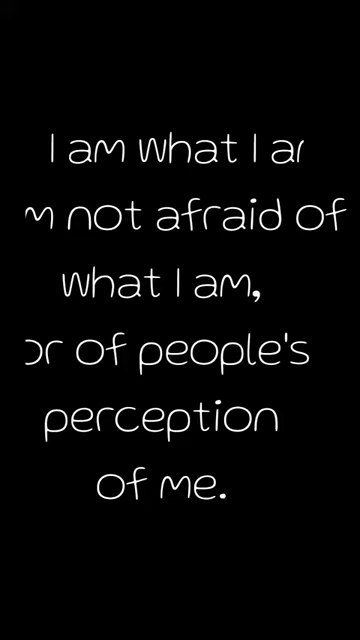 I am what I
not afraid of
what I am,
of people's
perception
of me.